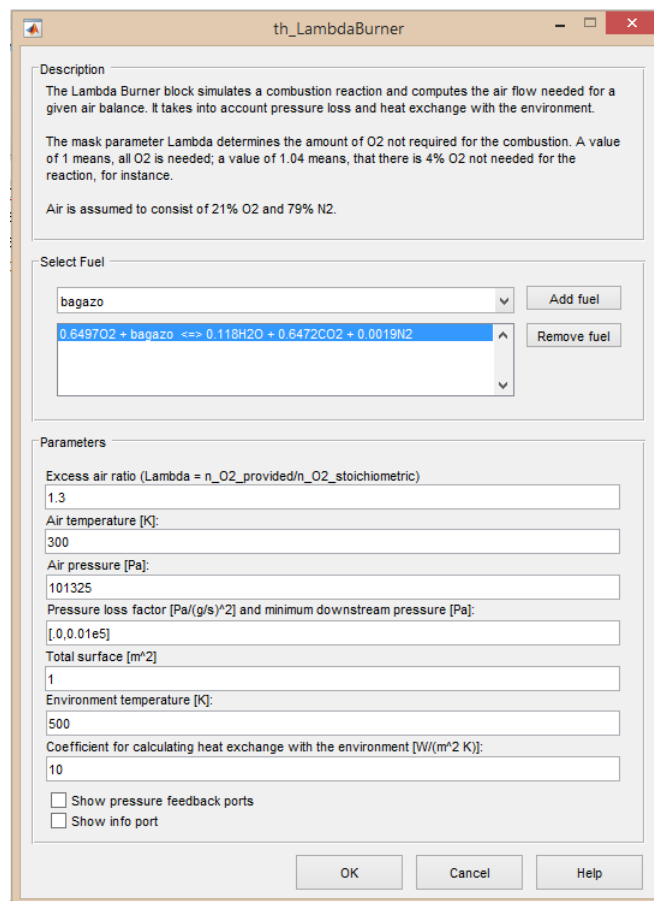 th_LambdaBurner
Description
The Lambda Burner block simulates a combustion reaction and computes the air flow needed for a
given air balance. It takes into account pressure loss and heat exchange with the environment.
The mask parameter Lambda determines the amount of O2 not required for the combustion. A value
of 1 means, all O2 is needed; a value of 1.04 means, that there is 4% O2 not needed for the
reaction, for instance.
Air is assumed to consist of 21% O2 and 79% N2.
Select Fuel
bagazo
Add fuel
0.6497O2 + bagazo <=> 0.118H2O + 0.6472CO2 + 0.0019N2
Remove fuel
Parameters
Excess air ratio (Lambda = n_O2_provided/n_O2_stoichiometric)
1.3
Air temperature [K]:
300
Air pressure [Pa]:
101325
Pressure loss factor [Pa/(g/s)^2] and minimum downstream pressure [Pa]:
[.0,0.01e5]
Total surface [m^2]
1
Environment temperature [K]:
500
Coefficient for calculating heat exchange with the environment [W/(m^2 K)]:
10
Show pressure feedback ports
Show info port
OK Cancel Help